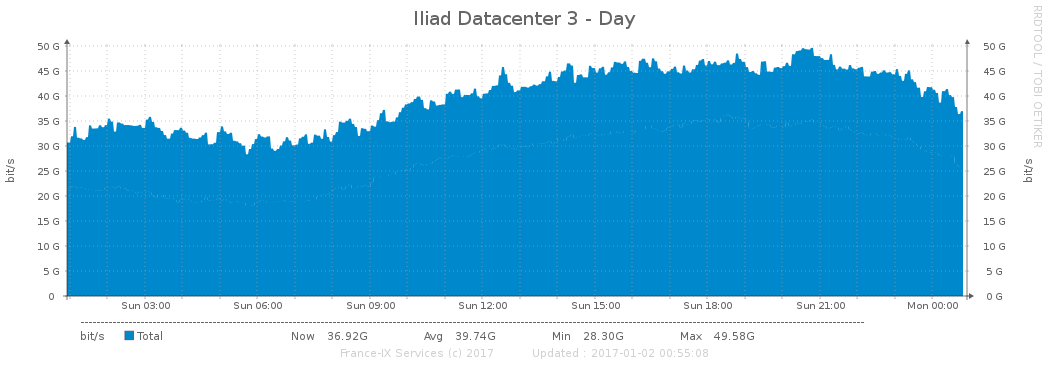 Iliad Datacenter 3 - Day
RRDTOOL / TOBI OETIKER
bit/s
50 G
45 G
40 G
35 G
30 G
25 G
20 G
15 G
10 G
5 G
0
50 G
45 G
40 G
35 G
30 G
25 G
20 G
15 G
10 G
5 G
0 G
bit/s
Sun 03:00 Sun 06:00 Sun 09:00 Sun 12:00 Sun 15:00 Sun 18:00 Sun 21:00 Mon 00:00
bit/s Total Now 36.92G Avg 39.74G Min 28.30G Max 49.58G
France-IX Services (c) 2017 Updated : 2017-01-02 00:55:08